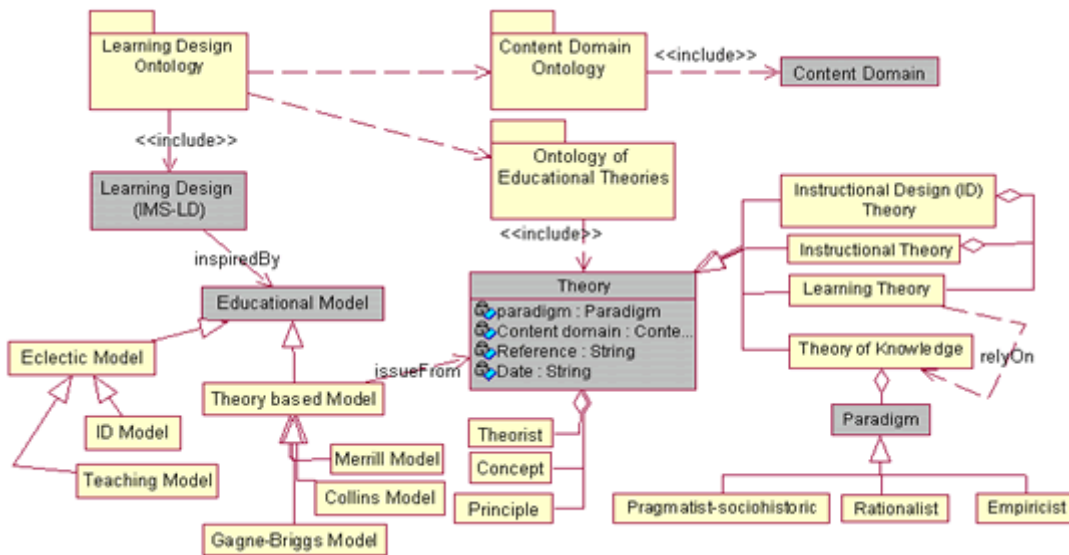 Learning Design
Ontology
Content Domain
Ontology
<<include>>
Content Domain
<<include>>
Ontology of
Educational Theories
Learning Design
(IMS-LD)
Instructional Design (ID)
Theory
<<include>>
inspiredBy
Instructional Theory
Theory
Educational Model
Learning Theory
paradigm : Paradigm
Content domain : Conte...
Reference : String
Date : String
Eclectic Model
issueFrom
Theory of Knowledge
relyOn
Theory based Model
Paradigm
ID Model
Theorist
Merrill Model
Concept
Teaching Model
Collins Model
Principle
Pragmatist-sociohistoric
Rationalist
Empiricist
Gagne-Briggs Model